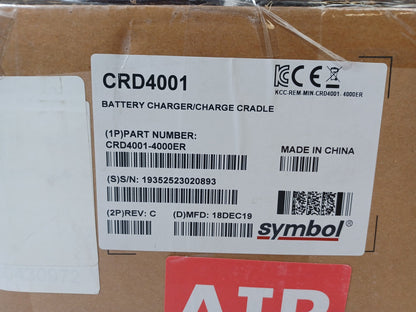 CRD4001
BATTERY CHARGER/CHARGE CRADLE
KCC-REM-MIN-CRD4001-4000ER
(1P)PART NUMBER:
CRD4001-4000ER
MADE IN CHINA
(S)S/N: 19352523020893
(2P)REV: C (D)MFD: 18DEC19
symbol®
AIR